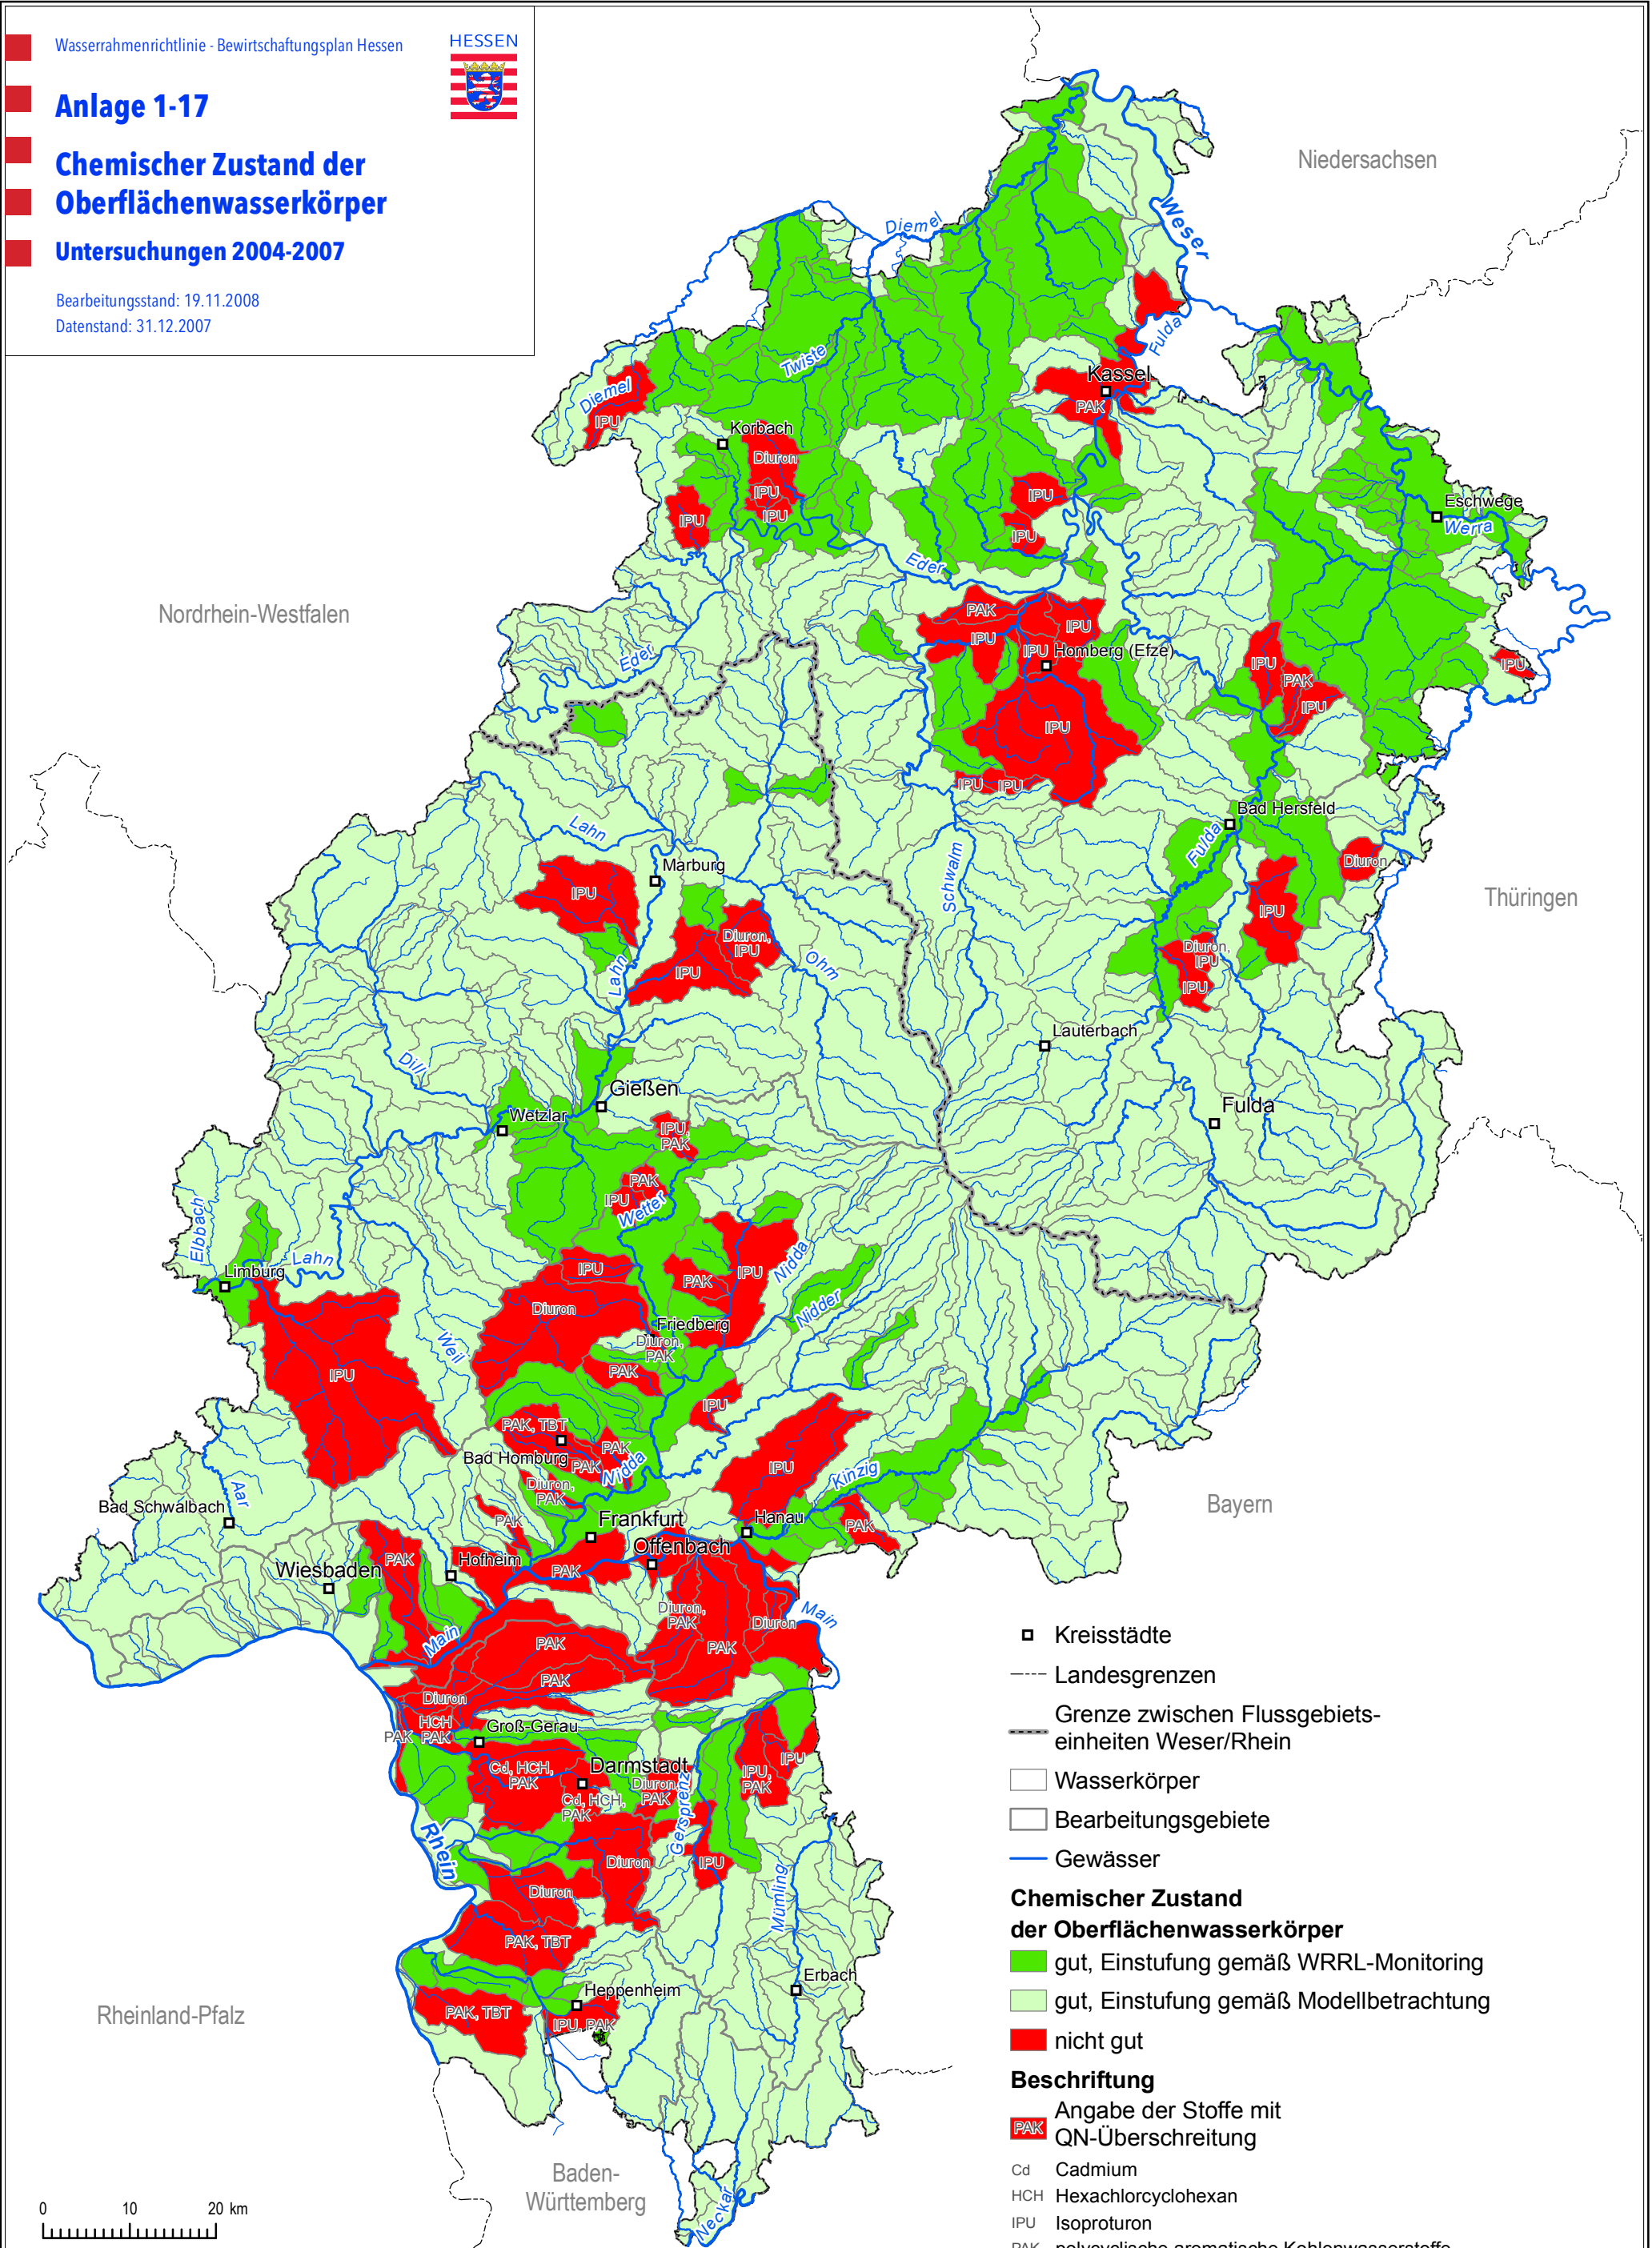 Wasserrahmenrichtlinie - Bewirtschaftungsplan Hessen
HESSEN
Anlage 1-17
Chemischer Zustand der
Oberflächenwasserkörper
Untersuchungen 2004-2007
Bearbeitungsstand: 19.11.2008
Datenstand: 31.12.2007
Niedersachsen
Weser
Diemel
Fulda
Twiste
Kassel
PAK
Diemel
IPU
Korbach
Diuron
IPU
IPU
IPU
IPU
IPU
Eschwege
Werra
Eder
Nordrhein-Westfalen
PAK
IPU
IPU
IPU
Homberg (Efze)
Eder
IPU
PAK
IPU
IPU
IPU
IPU
IPU
Bad Hersfeld
Fulda
Lahn
Schwalm
Marburg
Diuron
IPU
IPU
Thüringen
Diuron,
IPU
IPU
Lahn
Ohm
Diuron,
IPU
IPU
Lauterbach
Dill
Gießen
Fulda
Wetzlar
IPU,
PAK
PAK
IPU
Wetter
Elbbach
Lahn
Limburg
IPU
PAK
IPU
Nidda
Diuron
Nidder
Friedberg
Diuron,
PAK
Weil
IPU
PAK
IPU
PAK, TBT
PAK
Bad Homburg
PAK
Nidda
IPU
Kinzig
Diuron,
PAK
Aar
Bad Schwalbach
Bayern
PAK
Frankfurt
Hanau
PAK
Offenbach
PAK
Hofheim
PAK
Wiesbaden
Diuron,
PAK
Diuron
Main
Main
PAK
PAK
PAK
Diuron
HCH
PAK
PAK
Groß-Gerau
Cd, HCH,
PAK
Darmstadt
Diuron,
PAK
Cd, HCH,
PAK
IPU
IPU,
PAK
Gersprenz
Rhein
Diuron
IPU
Diuron
Mümling
PAK, TBT
Erbach
Heppenheim
PAK, TBT
IPU, PAK
Rheinland-Pfalz
Baden-
Württemberg
Neckar
0 10 20 km
Kreisstädte
Landesgrenzen
Grenze zwischen Flussgebiets-
einheiten Weser/Rhein
Wasserkörper
Bearbeitungsgebiete
Gewässer
Chemischer Zustand
der Oberflächenwasserkörper
gut, Einstufung gemäß WRRL-Monitoring
gut, Einstufung gemäß Modellbetrachtung
nicht gut
Beschriftung
PAK Angabe der Stoffe mit
QN-Überschreitung
Cd Cadmium
HCH Hexachlorcyclohexan
IPU Isoproturon
PAK polycyclische aromatische Kohlenwasserstoffe